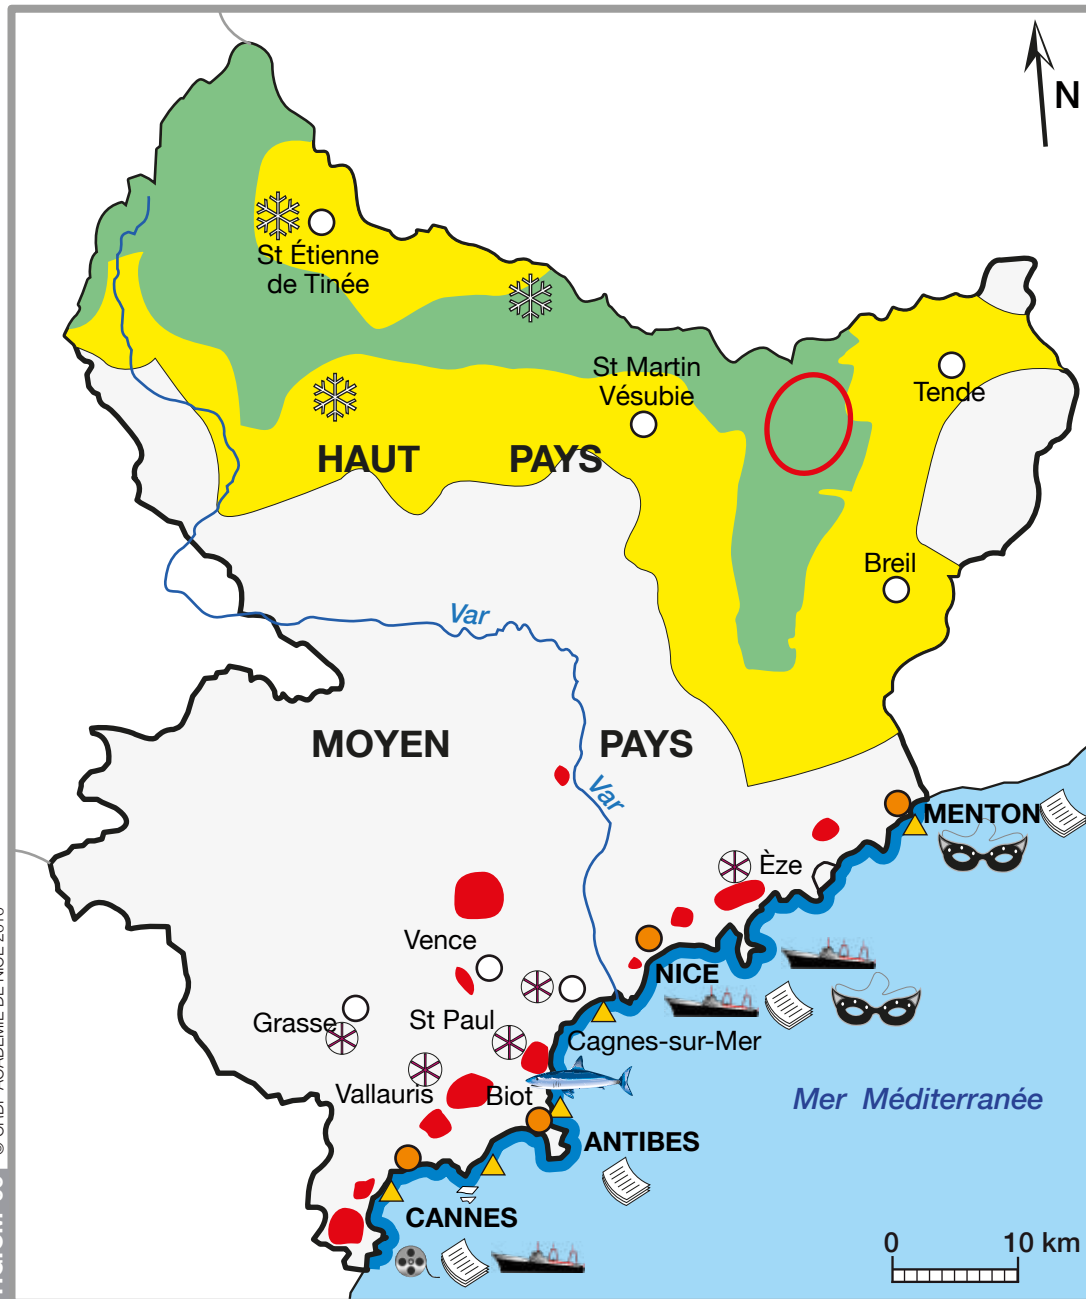 N
St Étienne
de Tinée
St Martin
Vésubie
Tende
HAUT PAYS
Breil
Var
MOYEN PAYS
Var
MENTON
Èze
Vence
NICE
Grasse
St Paul
Cagnes-sur-Mer
Vallauris
Biot
Mer Méditerranée
ANTIBES
CANNES
0 10 km